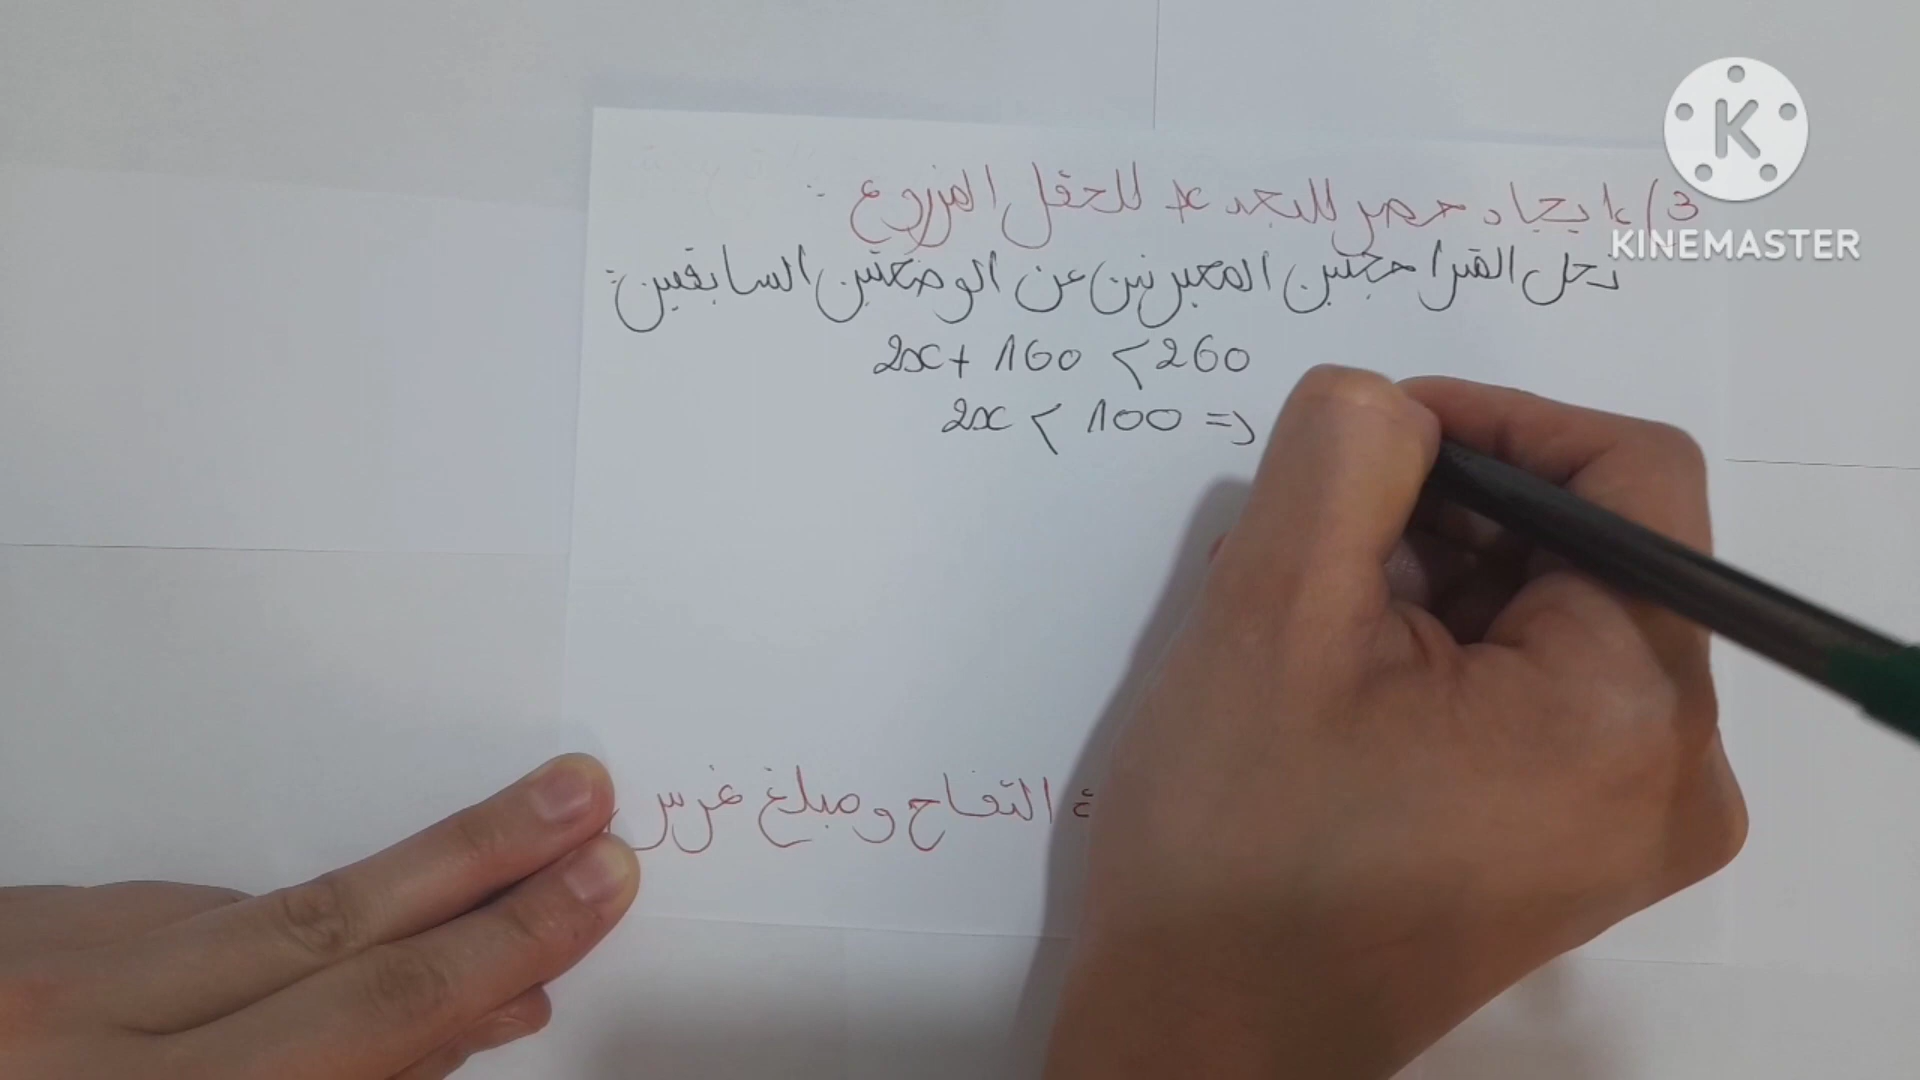 3/ إيجاد حصر للبعد x للحقل المزروع :
نحل المتراجحتين المعبرتين عن الوضعيتين السابقتين:
2x + 160 < 260
2x < 100 =>
التفاح ومبلغ غرس
K
KINEMASTER